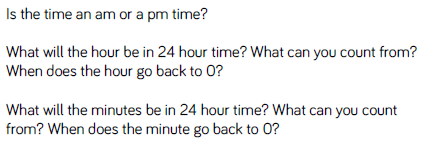 Is the time an am or a pm time?
What will the hour be in 24 hour time? What can you count from?
When does the hour go back to 0?
What will the minutes be in 24 hour time? What can you count
from? When does the minute go back to 0?